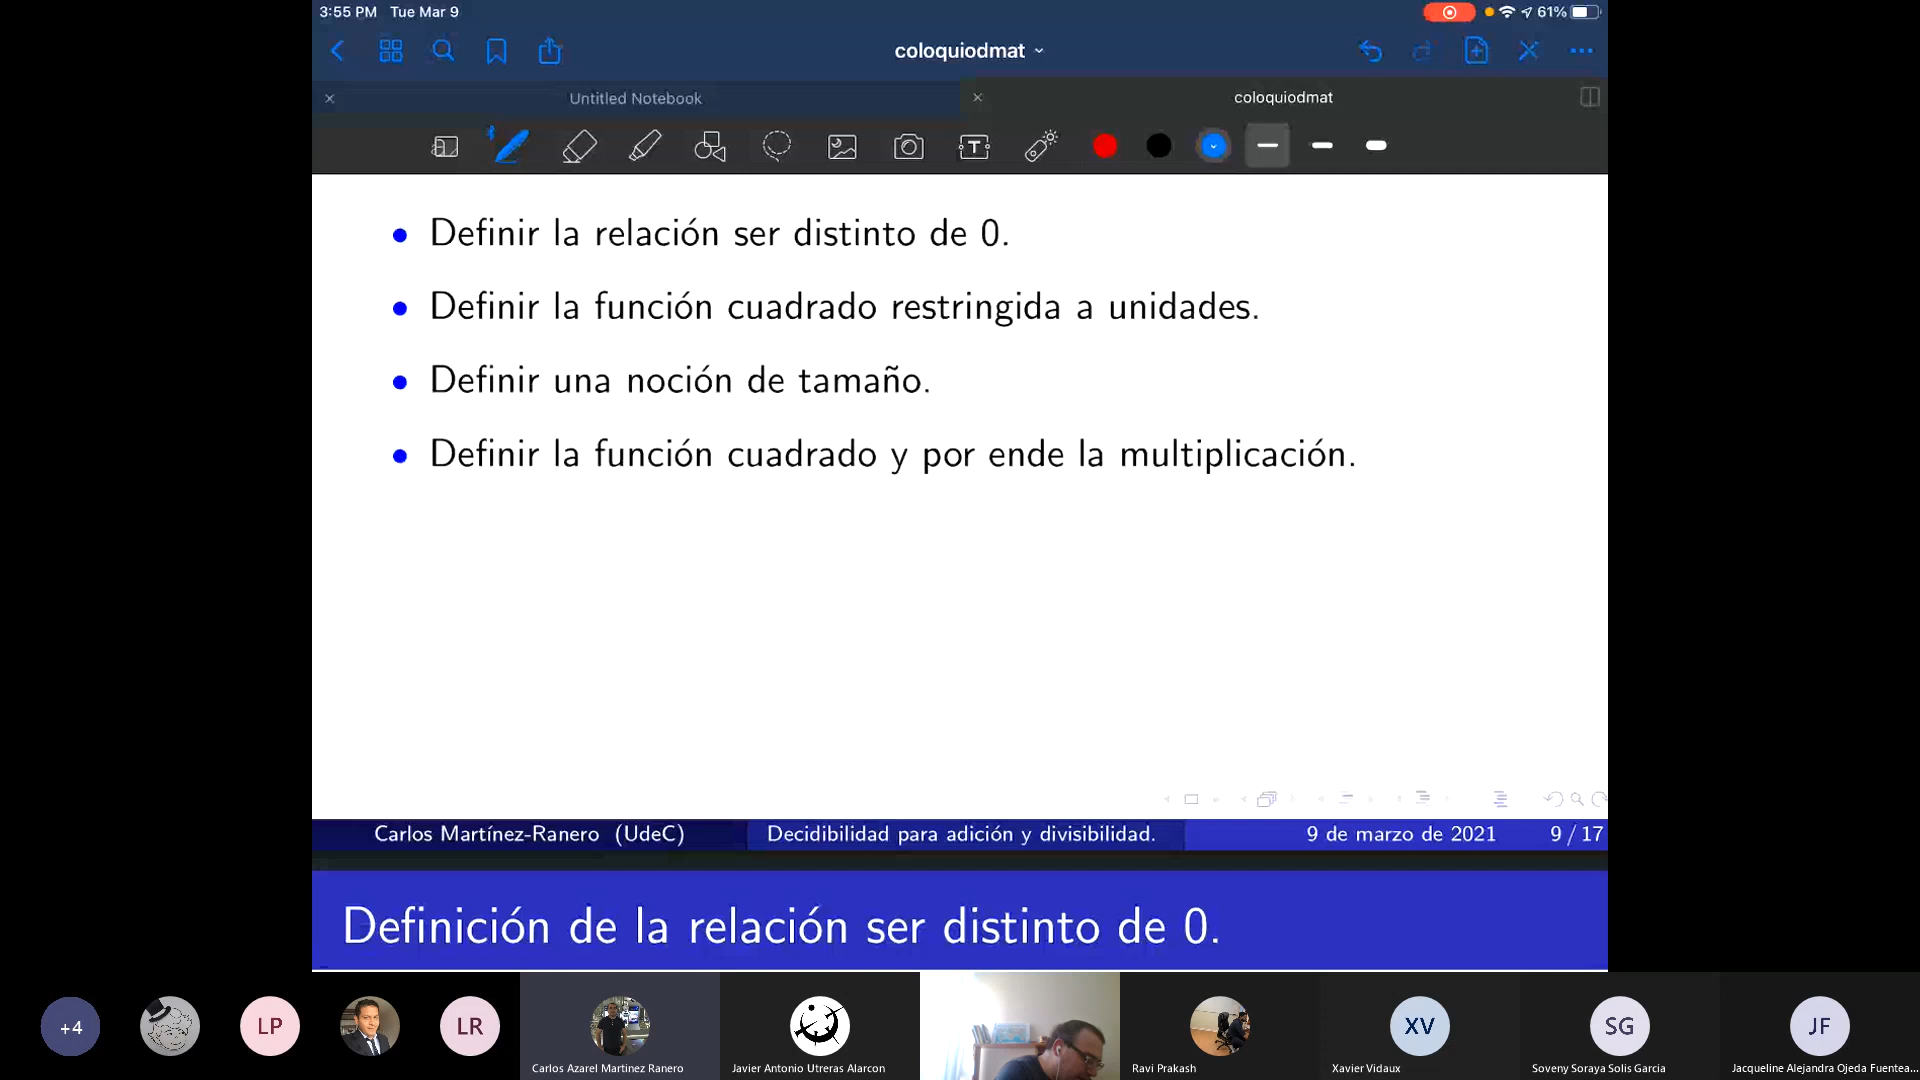 3:55 PM Tue Mar 9
61%
coloquiodmat
Untitled Notebook
coloquiodmat
T
Definir la relación ser distinto de 0.
Definir la función cuadrado restringida a unidades.
Definir una noción de tamaño.
Definir la función cuadrado y por ende la multiplicación.
Carlos Martínez-Ranero (UdeC) Decidibilidad para adición y divisibilidad. 9 de marzo de 2021 9 / 17
Definición de la relación ser distinto de 0.
+4 LP LR XV SG JF
Carlos Azarel Martinez Ranero Javier Antonio Utreras Alarcon Ravi Prakash Xavier Vidaux Soveny Soraya Solis Garcia Jacqueline Alejandra Ojeda Fuentea...